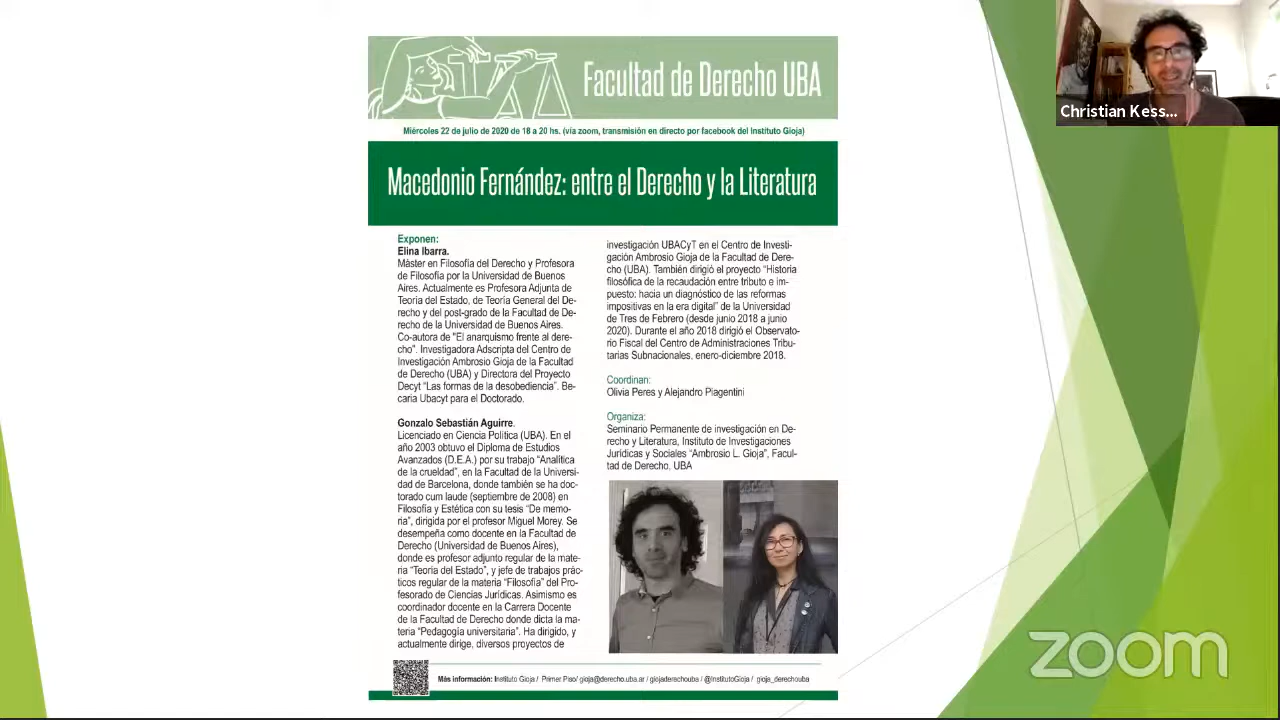 Facultad de Derecho UBA
Miércoles 22 de julio de 2020 de 18 a 20 hs. (vía zoom, transmisión en directo por facebook del Instituto Gioja)
Macedonio Fernández: entre el Derecho y la Literatura
Exponen:
Elina Ibarra.
Máster en Filosofía del Derecho y Profesora
de Filosofía por la Universidad de Buenos
Aires. Actualmente es Profesora Adjunta de
Teoría del Estado, de Teoría General del De-
recho y del post-grado de la Facultad de De-
recho de la Universidad de Buenos Aires.
Co-autora de "El anarquismo frente al dere-
cho". Investigadora Adscripta del Centro de
Investigación Ambrosio Gioja de la Facultad
de Derecho (UBA) y Directora del Proyecto
Decyt "Las formas de la desobediencia". Be-
caria Ubacyt para el Doctorado.
Gonzalo Sebastián Aguirre.
Licenciado en Ciencia Política (UBA). En el
año 2003 obtuvo el Diploma de Estudios
Avanzados (D.E.A.) por su trabajo "Analítica
de la crueldad", en la Facultad de la Universi-
dad de Barcelona, donde también se ha doc-
torado cum laude (septiembre de 2008) en
Filosofía y Estética con su tesis "De memo-
ria", dirigida por el profesor Miguel Morey. Se
desempeña como docente en la Facultad de
Derecho (Universidad de Buenos Aires),
donde es profesor adjunto regular de la mate-
ria "Teoría del Estado", y jefe de trabajos prác-
ticos regular de la materia "Filosofía" del Pro-
fesorado de Ciencias Jurídicas. Asimismo es
coordinador docente en la Carrera Docente
de la Facultad de Derecho donde dicta la ma-
teria "Pedagogía universitaria". Ha dirigido, y
actualmente dirige, diversos proyectos de
investigación UBACyT en el Centro de Investi-
gación Ambrosio Gioja de la Facultad de Dere-
cho (UBA). También dirigió el proyecto "Historia
filosófica de la recaudación entre tributo e im-
puesto: hacia un diagnóstico de las reformas
impositivas en la era digital" de la Universidad
de Tres de Febrero (desde junio 2018 a junio
2020). Durante el año 2018 dirigió el Observato-
rio Fiscal del Centro de Administraciones Tribu-
tarias Subnacionales, enero-diciembre 2018.
Coordinan:
Olivia Peres y Alejandro Piagentini
Organiza:
Seminario Permanente de investigación en De-
recho y Literatura, Instituto de Investigaciones
Jurídicas y Sociales "Ambrosio L. Gioja", Facul-
tad de Derecho, UBA
Más información: Instituto Gioja / Primer Piso/ gioja@derecho.uba.ar / giojaderechouba / @InstitutoGioja / gioja_derechouba
Christian Kess...
zoom